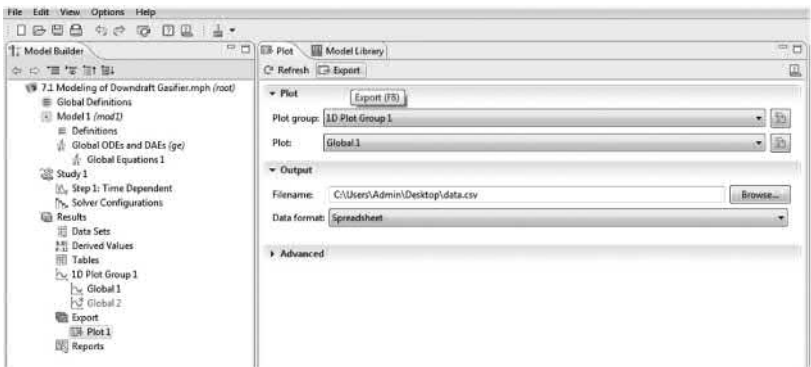 File Edit View Options Help
Model Builder
7.1 Modeling of Downdraft Gasifier.mph (root)
Global Definitions
Model 1 (mod1)
Definitions
Global ODEs and DAEs (ge)
Global Equations 1
Study 1
Step 1: Time Dependent
Solver Configurations
Results
Data Sets
Derived Values
Tables
1D Plot Group 1
Global 1
Global 2
Export
Plot 1
Reports
Plot Model Library
Refresh Export
Plot
Export (F8)
Plot group: 1D Plot Group 1
Plot: Global 1
Output
Filename: C:\Users\Admin\Desktop\data.csv Browse...
Data format: Spreadsheet
Advanced